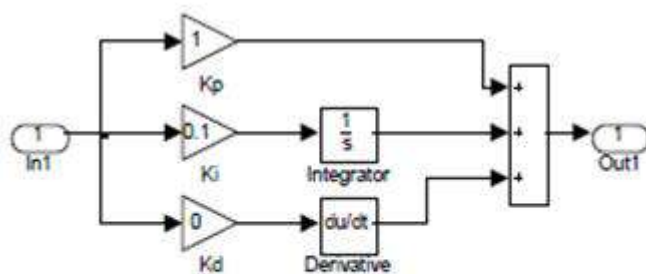 1
Kp
1
In1
0.1
Ki
1
s
Integrator
0
Kd
du/dt
Derivative
+
+
+
1
Out1